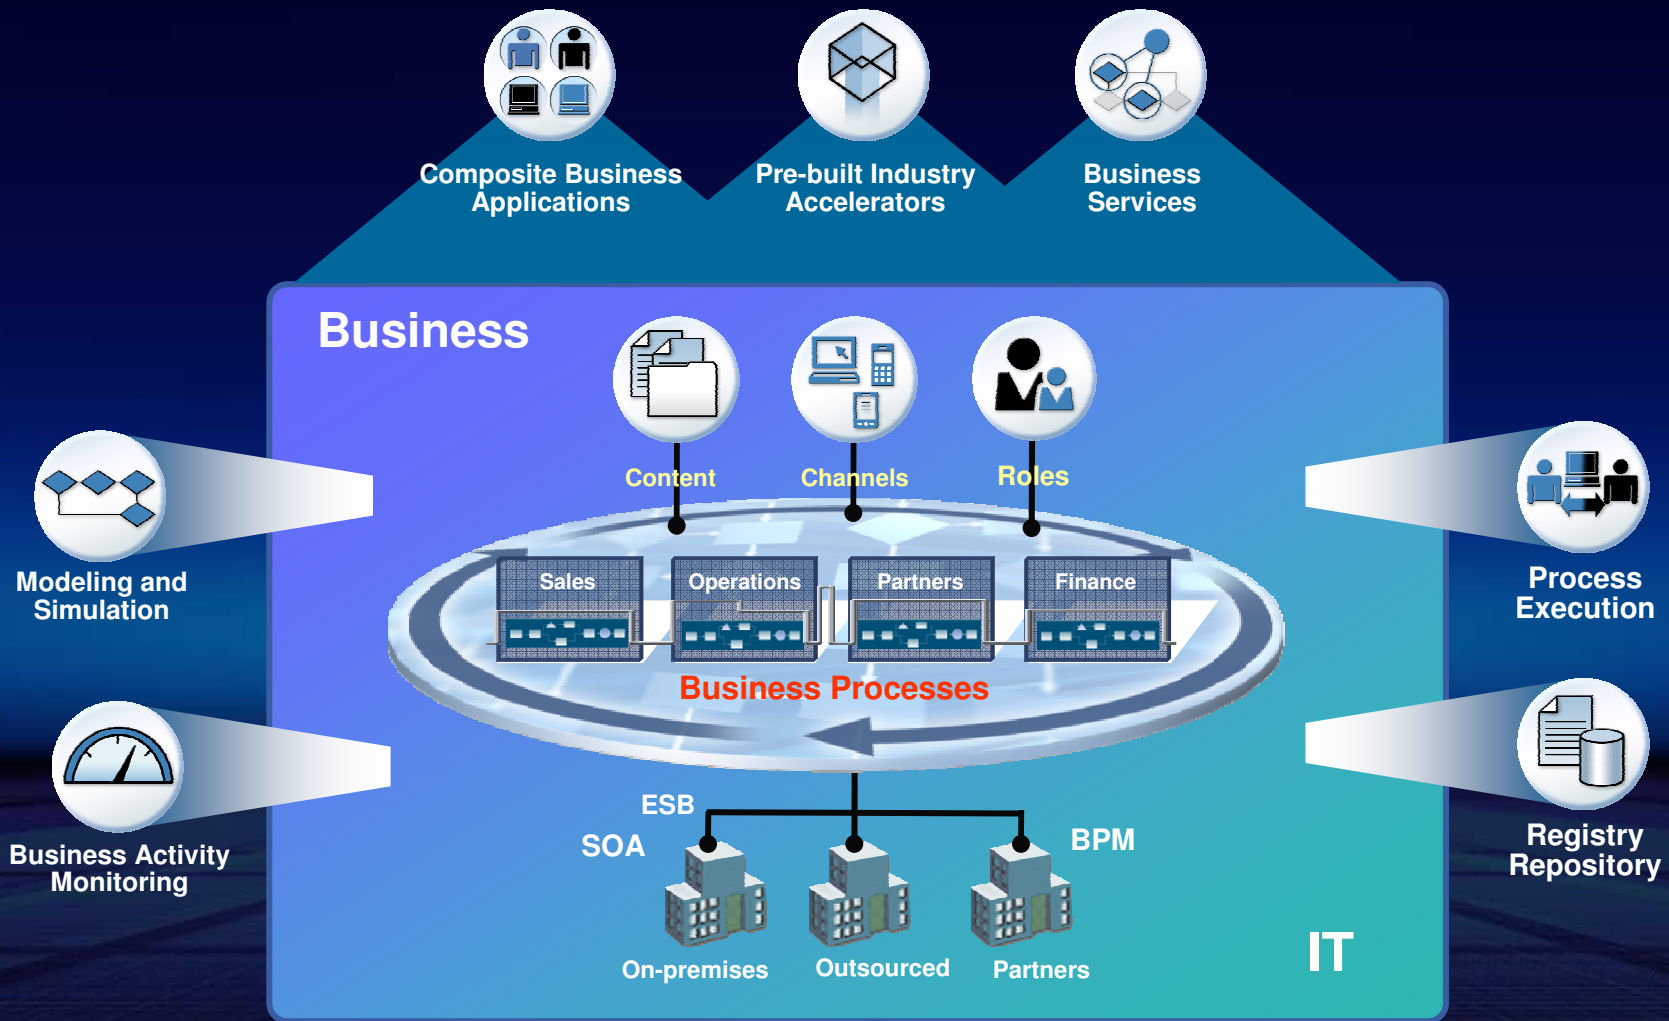 Composite Business
Applications
Pre-built Industry
Accelerators
Business
Services
Business
Content
Channels
Roles
Modeling and
Simulation
Process
Execution
Sales
Operations
Partners
Finance
Business Processes
Business Activity
Monitoring
Registry
Repository
ESB
SOA
BPM
On-premises
Outsourced
Partners
IT